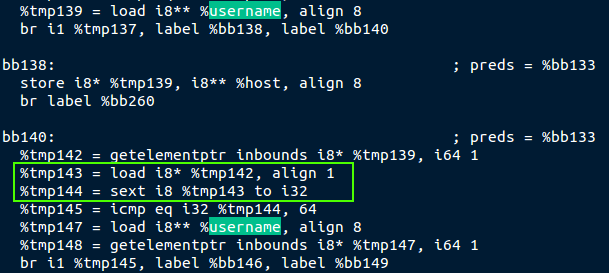 %tmp139 = load i8** %username, align 8
br i1 %tmp137, label %bb138, label %bb140
bb138: ; preds = %bb133
store i8* %tmp139, i8** %host, align 8
br label %bb260
bb140: ; preds = %bb133
%tmp142 = getelementptr inbounds i8* %tmp139, i64 1
%tmp143 = load i8* %tmp142, align 1
%tmp144 = sext i8 %tmp143 to i32
%tmp145 = icmp eq i32 %tmp144, 64
%tmp147 = load i8** %username, align 8
%tmp148 = getelementptr inbounds i8* %tmp147, i64 1
br i1 %tmp145, label %bb146, label %bb149